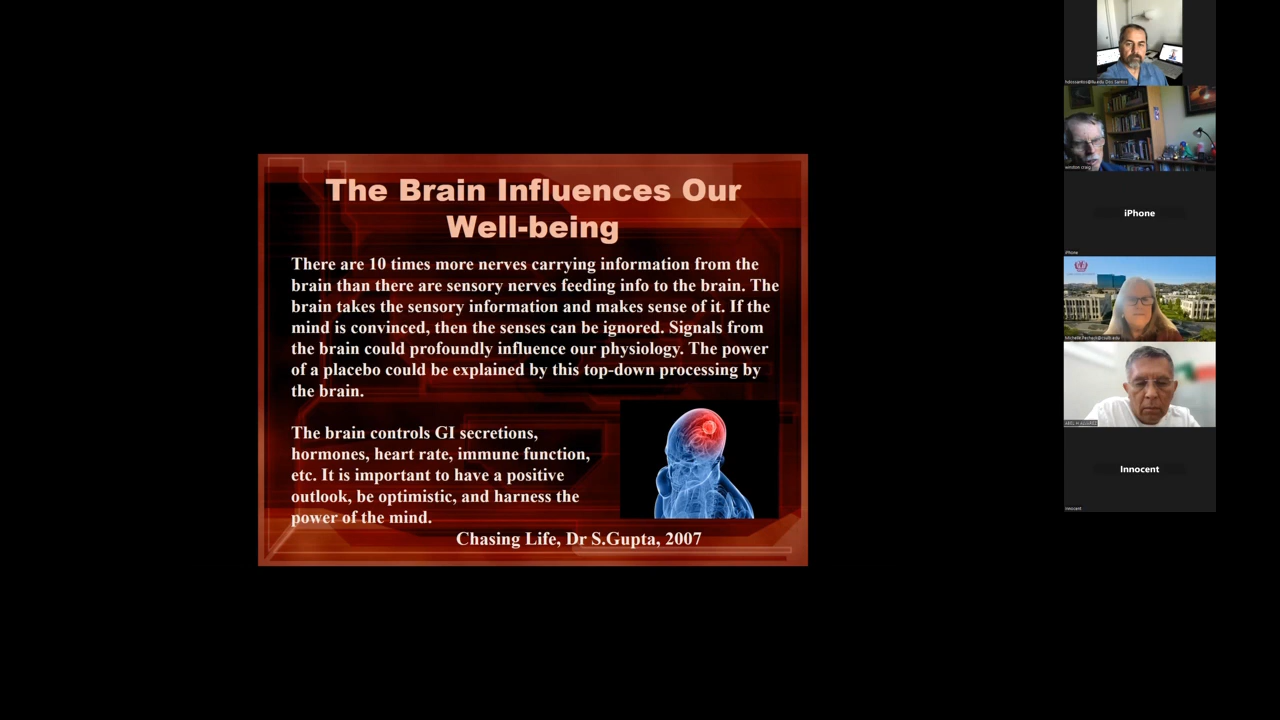 The Brain Influences Our
Well-being
There are 10 times more nerves carrying information from the
brain than there are sensory nerves feeding info to the brain. The
brain takes the sensory information and makes sense of it. If the
mind is convinced, then the senses can be ignored. Signals from
the brain could profoundly influence our physiology. The power
of a placebo could be explained by this top-down processing by
the brain.
The brain controls GI secretions,
hormones, heart rate, immune function,
etc. It is important to have a positive
outlook, be optimistic, and harness the
power of the mind.
Chasing Life, Dr S.Gupta, 2007
winston craig
iPhone
iPhone
Innocent
Innocent